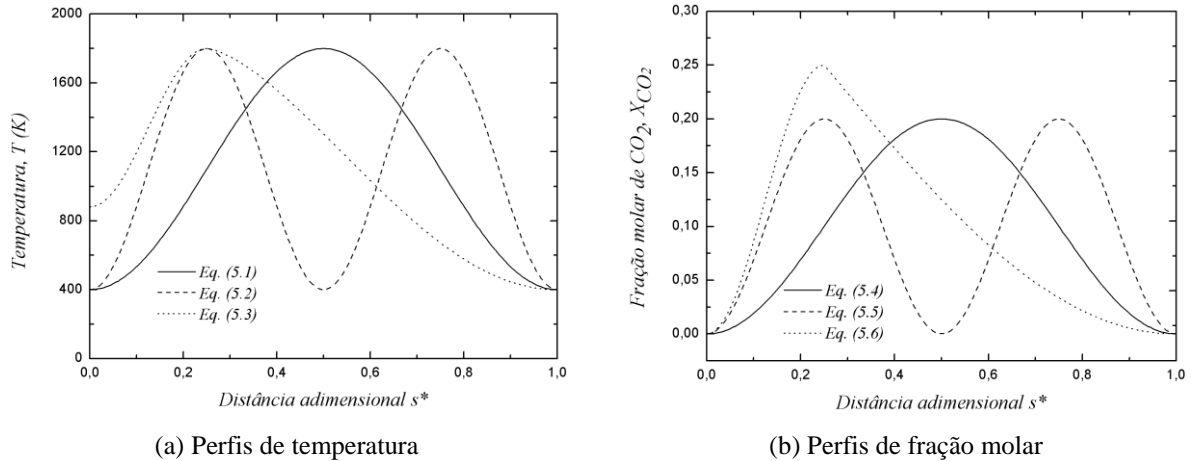 2000
1600
1200
800
400
0
Temperatura, T (K)
Eq. (5.1)
Eq. (5.2)
Eq. (5.3)
0,0 0,2 0,4 0,6 0,8 1,0
Distância adimensional s*
(a) Perfis de temperatura
0,30
0,25
0,20
0,15
0,10
0,05
0,00
Fração molar de CO2, XCO2
Eq. (5.4)
Eq. (5.5)
Eq. (5.6)
0,0 0,2 0,4 0,6 0,8 1,0
Distância adimensional s*
(b) Perfis de fração molar